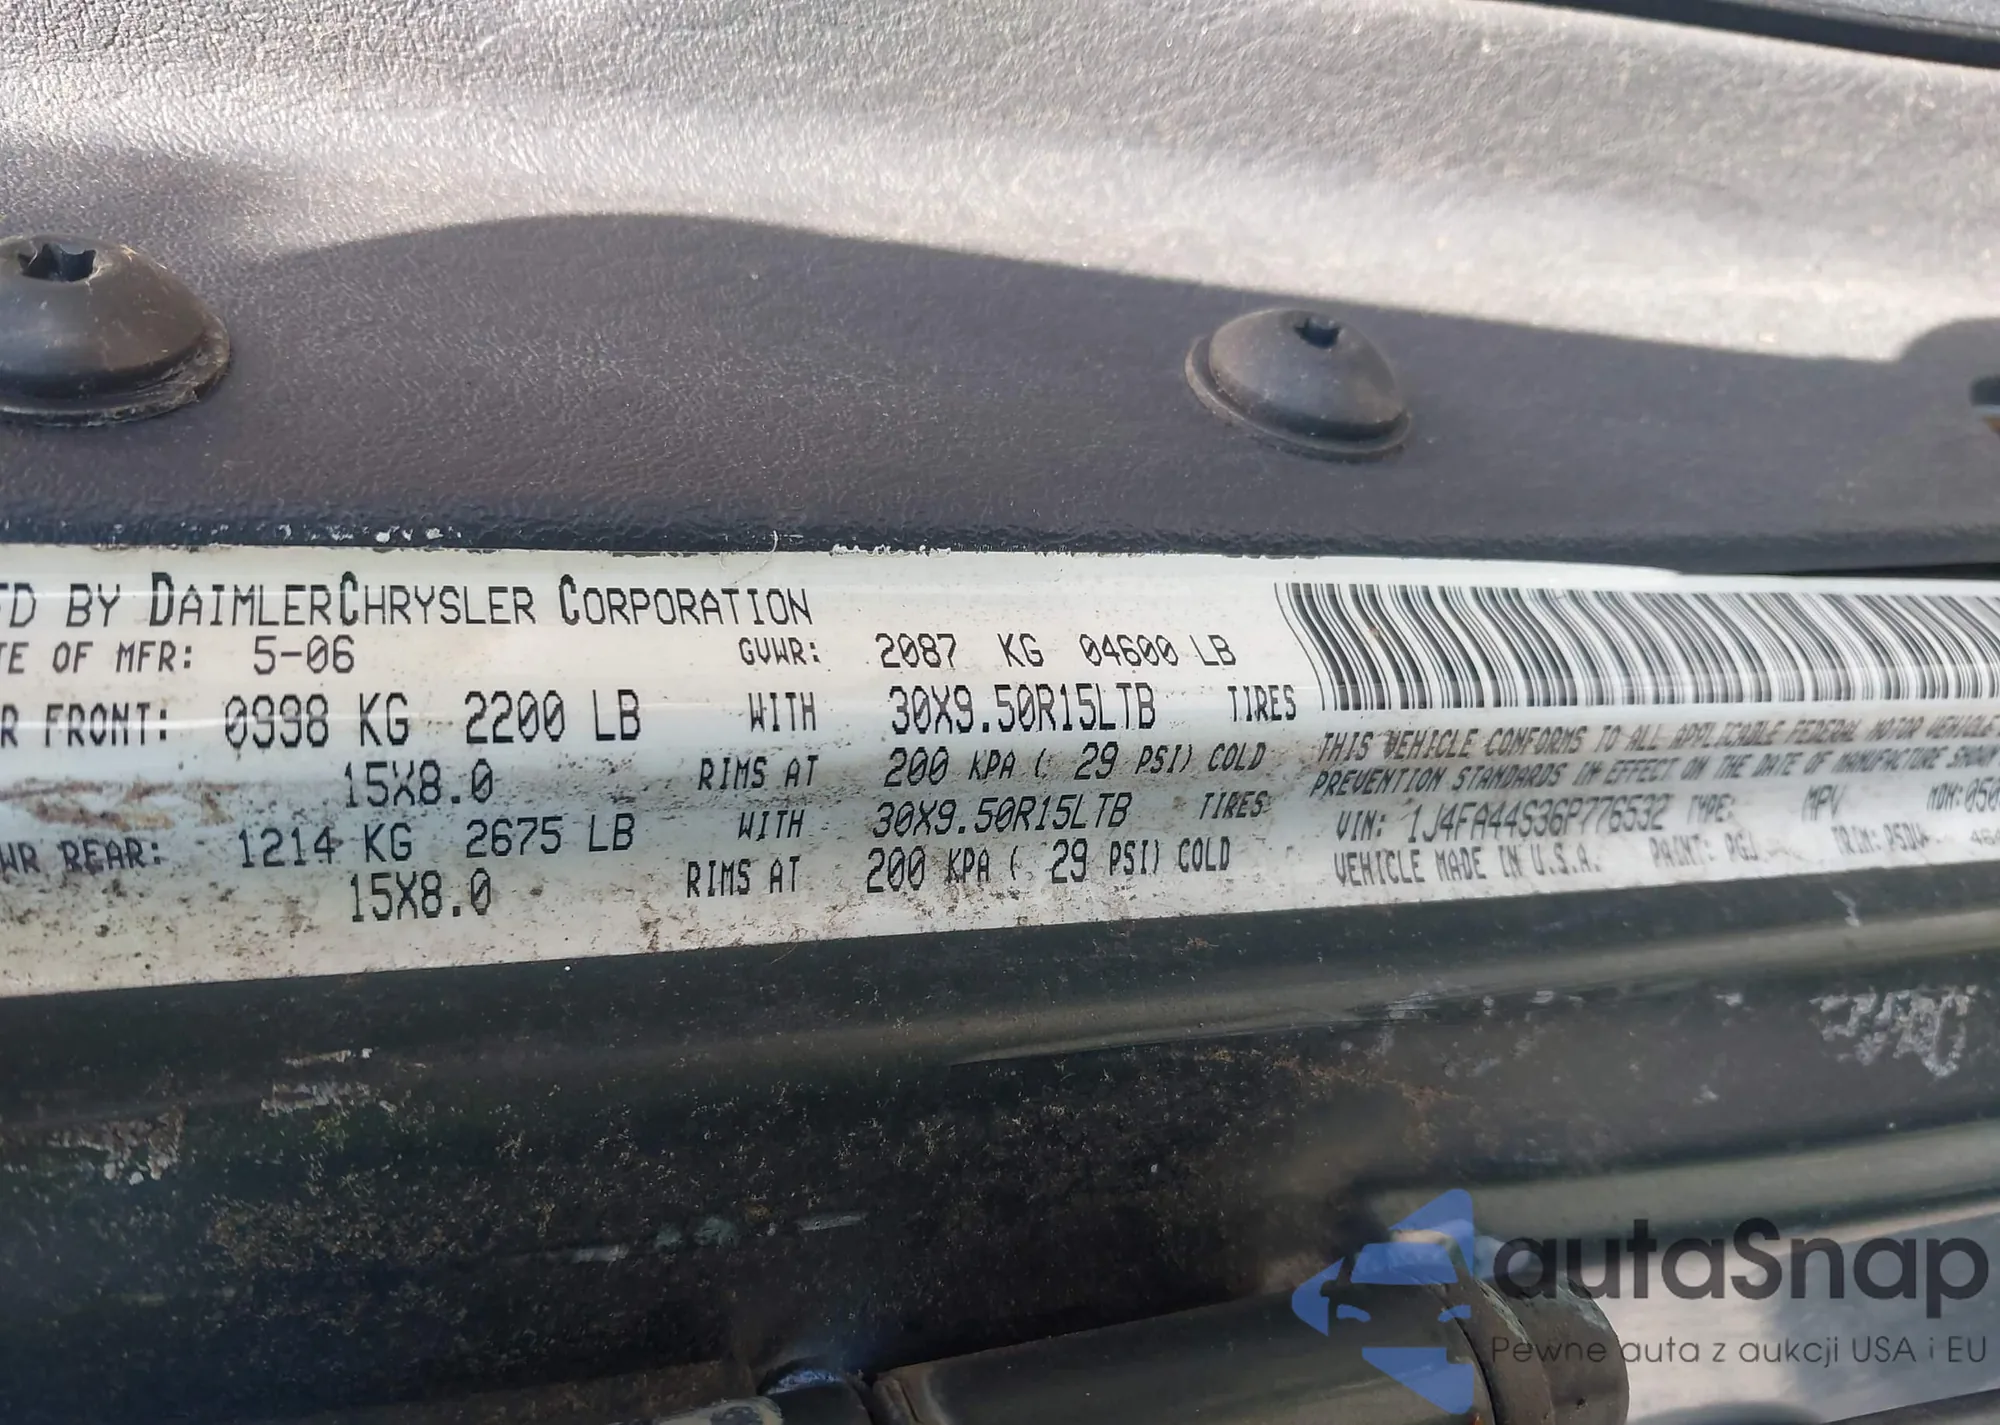 FD BY DAIMLERCHRYSLER CORPORATION
TE OF MFR: 5-06 GVWR: 2087 KG 04600 LB
R FRONT: 0998 KG 2200 LB WITH 30X9.50R15LTB TIRES
15X8.0 RIMS AT 200 KPA ( 29 PSI) COLD
WR REAR: 1214 KG 2675 LB WITH 30X9.50R15LTB TIRES
15X8.0 RIMS AT 200 KPA ( 29 PSI) COLD
THIS VEHICLE CONFORMS TO ALL APPLICABLE FEDERAL MOTOR VEHICLE
PREVENTION STANDARDS IN EFFECT ON THE DATE OF MANUFACTURE SHOWN
VIN: 1J4FA44S36P776532 TYPE: MPV MDH:050
VEHICLE MADE IN U.S.A. PAINT: PGJ TRIM:
autaSnap
Pewne auta z aukcji USA i EU